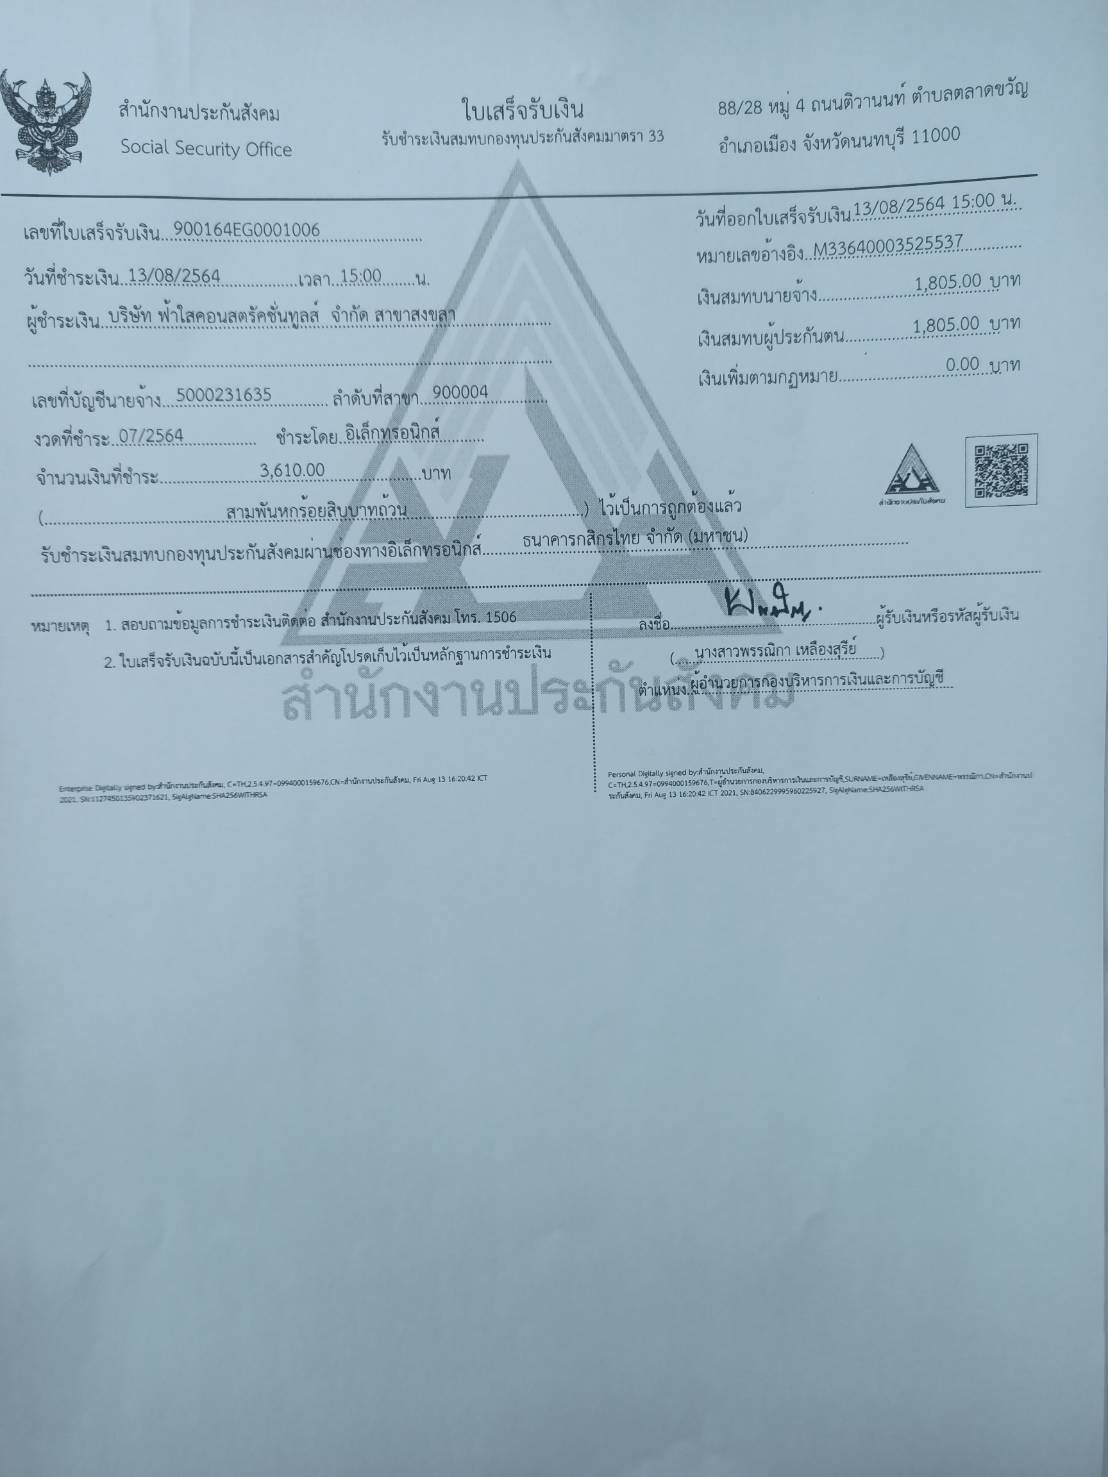 สำนักงานประกันสังคม
Social Security Office
ใบเสร็จรับเงิน
รับชำระเงินสมทบกองทุนประกันสังคมมาตรา 33
88/28 หมู่ 4 ถนนติวานนท์ ตำบลตลาดขวัญ
อำเภอเมือง จังหวัดนนทบุรี 11000
เลขที่ใบเสร็จรับเงิน...900164EG0001006
วันที่ออกใบเสร็จรับเงิน 13/08/2564 15:00 น.
วันที่ชำระเงิน..13/08/2564 เวลา..15:00 น.
หมายเลขอ้างอิง..M33640003525537
ผู้ชำระเงิน..บริษัท ฟ้าใสคอนสตรัคชั่นทูลส์ จำกัด สาขาสงขลา
เงินสมทบนายจ้าง 1,805.00 บาท
เงินสมทบผู้ประกันตน 1,805.00 บาท
เงินเพิ่มตามกฎหมาย 0.00 บาท
เลขที่บัญชีนายจ้าง...5000231635 ลำดับที่สาขา...900004
งวดที่ชำระ..07/2564 ชำระโดย..อิเล็กทรอนิกส์
จำนวนเงินที่ชำระ 3,610.00 บาท
(สามพันหกร้อยสิบบาทถ้วน) ไว้เป็นการถูกต้องแล้ว
สำนักงานประกันสังคม
รับชำระเงินสมทบกองทุนประกันสังคมผ่านช่องทางอิเล็กทรอนิกส์ ธนาคารกสิกรไทย จำกัด (มหาชน)
หมายเหตุ 1. สอบถามข้อมูลการชำระเงินติดต่อ สำนักงานประกันสังคม โทร. 1506
2. ใบเสร็จรับเงินฉบับนี้เป็นเอกสารสำคัญโปรดเก็บไว้เป็นหลักฐานการชำระเงิน
ลงชื่อ ผู้รับเงินหรือรหัสผู้รับเงิน
(นางสาวพรรณิกา เหลืองสุรีย์)
ตำแหน่ง ผู้อำนวยการกองบริหารการเงินและการบัญชี
สำนักงานประกันสังคม
Enterprise Digitally signed by:สำนักงานประกันสังคม, C=TH,2.5.4.97=0994000159676,CN=สำนักงานประกันสังคม, Fri Aug 13 16:20:42 ICT
2021, SN:1127450135902371621, SigAlgName:SHA256WITHRSA
Personal Digitally signed by:สำนักงานประกันสังคม,
C=TH,2.5.4.97=0994000159676,T=ผู้อำนวยการกองบริหารการเงินและการบัญชี,SURNAME=เหลืองสุรีย์,GIVENNAME=พรรณิกา,CN=สำนักงานป
ระกันสังคม, Fri Aug 13 16:20:42 ICT 2021, SN:8406229995960225927, SigAlgName:SHA256WITHRSA